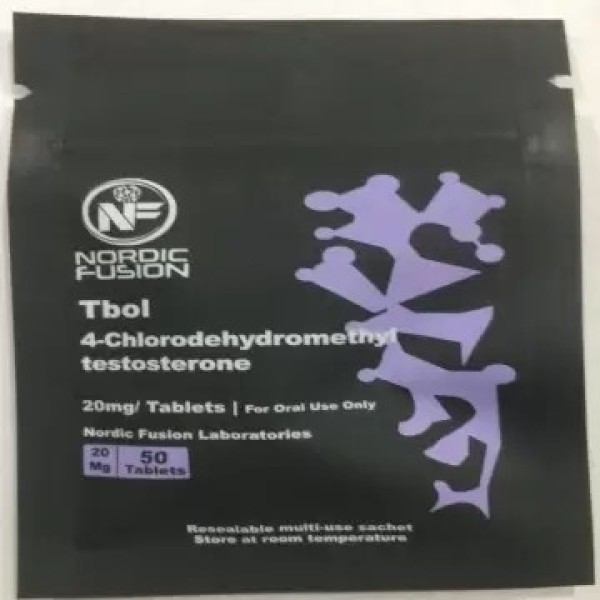 NF
NORDIC
FUSION
Tbol
4-Chlorodehydromethyl
testosterone
20mg/ Tablets | For Oral Use Only
Nordic Fusion Laboratories
20 Mg | 50 Tablets
Resealable multi-use sachet
Store at room temperature